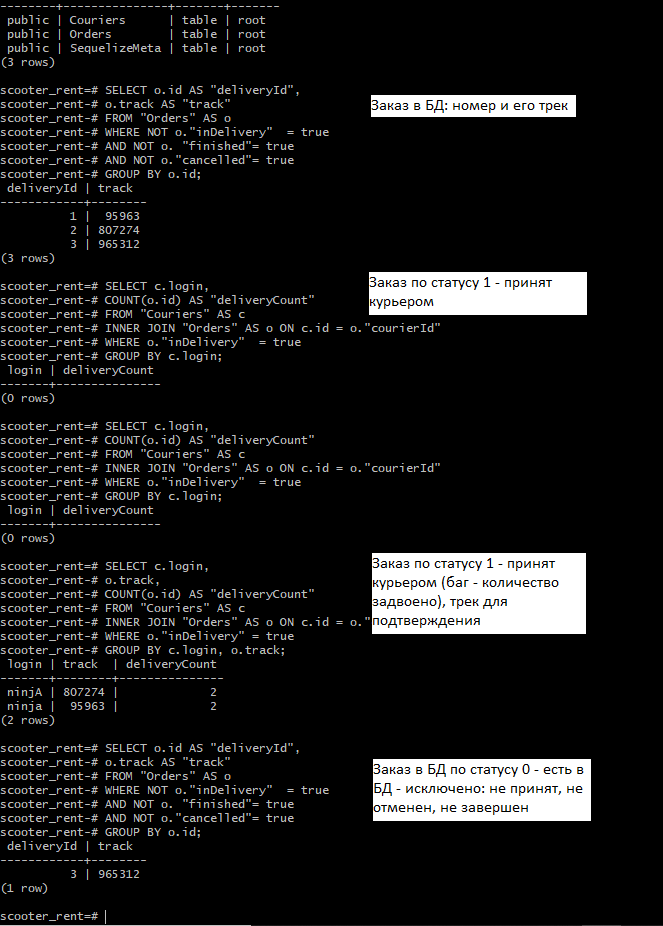 --------+---------------+-------+-------
 public | Couriers      | table | root
 public | Orders        | table | root
 public | SequelizeMeta | table | root
(3 rows)
scooter_rent=# SELECT o.id AS "deliveryId",
scooter_rent-# o.track AS "track"
scooter_rent-# FROM "Orders" AS o
scooter_rent-# WHERE NOT o."inDelivery"  = true
scooter_rent-# AND NOT o. "finished"= true
scooter_rent-# AND NOT o."cancelled"= true
scooter_rent-# GROUP BY o.id;
Заказ в БД: номер и его трек
 deliveryId | track
------------+--------
          1 |  95963
          2 | 807274
          3 | 965312
(3 rows)
scooter_rent=# SELECT c.login,
scooter_rent-# COUNT(o.id) AS "deliveryCount"
scooter_rent-# FROM "Couriers" AS c
scooter_rent-# INNER JOIN "Orders" AS o ON c.id = o."courierId"
scooter_rent-# WHERE o."inDelivery"  = true
scooter_rent-# GROUP BY c.login;
Заказ по статусу 1 - принят
курьером
 login | deliveryCount
-------+---------------
(0 rows)
scooter_rent=# SELECT c.login,
scooter_rent-# COUNT(o.id) AS "deliveryCount"
scooter_rent-# FROM "Couriers" AS c
scooter_rent-# INNER JOIN "Orders" AS o ON c.id = o."courierId"
scooter_rent-# WHERE o."inDelivery"  = true
scooter_rent-# GROUP BY c.login;
 login | deliveryCount
-------+---------------
(0 rows)
scooter_rent=# SELECT c.login,
scooter_rent-# o.track,
scooter_rent-# COUNT(o.id) AS "deliveryCount"
scooter_rent-# FROM "Couriers" AS c
scooter_rent-# INNER JOIN "Orders" AS o ON c.id = o."
scooter_rent-# WHERE o."inDelivery" = true
scooter_rent-# GROUP BY c.login, o.track;
Заказ по статусу 1 - принят
курьером (баг - количество
задвоено), трек для
подтверждения
 login | track  | deliveryCount
-------+--------+---------------
 ninjA | 807274 |             2
 ninja |  95963 |             2
(2 rows)
scooter_rent=# SELECT o.id AS "deliveryId",
scooter_rent-# o.track AS "track"
scooter_rent-# FROM "Orders" AS o
scooter_rent-# WHERE NOT o."inDelivery"  = true
scooter_rent-# AND NOT o. "finished"= true
scooter_rent-# AND NOT o."cancelled"= true
scooter_rent-# GROUP BY o.id;
Заказ в БД по статусу 0 - есть в
БД - исключено: не принят, не
отменен, не завершен
 deliveryId | track
------------+--------
          3 | 965312
(1 row)
scooter_rent=#